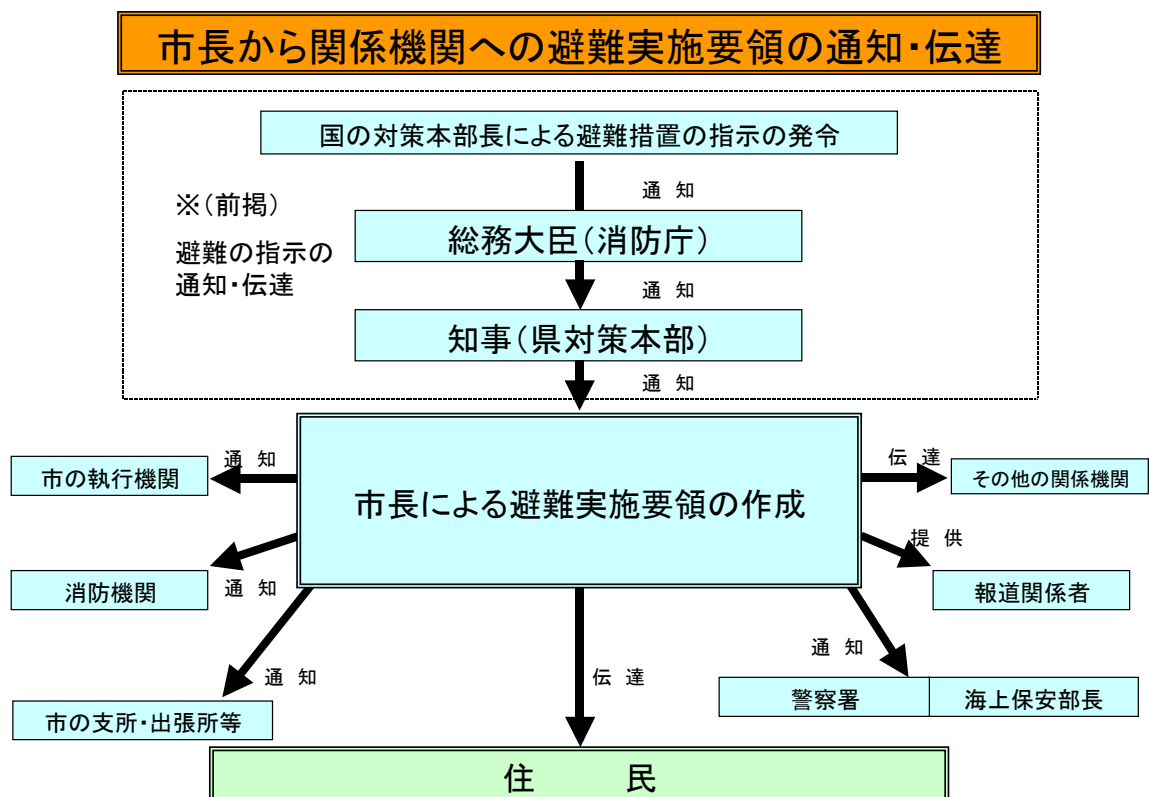 市長から関係機関への避難実施要領の通知・伝達
国の対策本部長による避難措置の指示の発令
通 知
※（前掲）
避難の指示の
通知・伝達
総務大臣（消防庁）
通 知
知事（県対策本部）
通 知
市長による避難実施要領の作成
通 知
市の執行機関
通 知
消防機関
通 知
市の支所・出張所等
伝 達
その他の関係機関
提 供
報道関係者
通 知
警察署
海上保安部長
伝 達
住 民